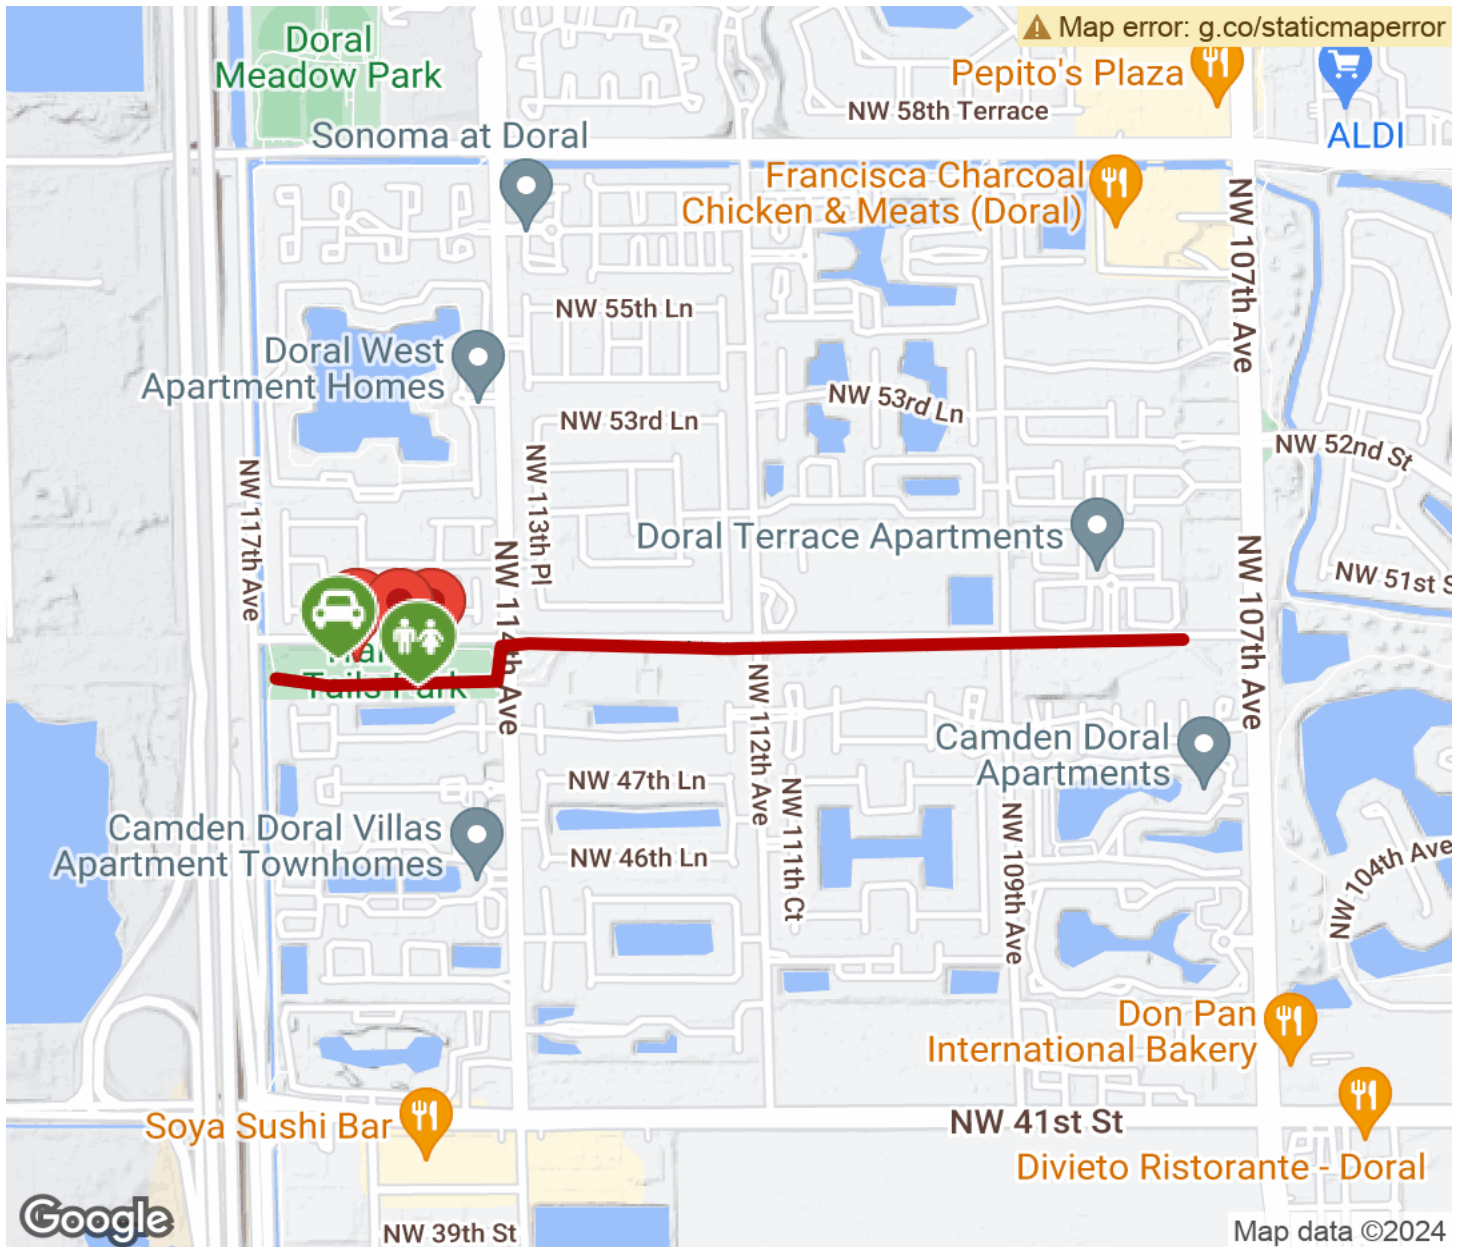 Doral
Meadow Park
Map error: g.co/staticmaperror
Pepito's Plaza
NW 58th Terrace
ALDI
Sonoma at Doral
Francisca Charcoal
Chicken & Meats (Doral)
NW 107th Ave
NW 55th Ln
Doral West
Apartment Homes
NW 53rd Ln
NW 53rd Ln
NW 52nd St
NW 117th Ave
NW 113th Pl
Doral Terrace Apartments
NW 51st S
NW 114th Ave
NW 107th Ave
Tails Park
NW 112th Ave
Camden Doral
Apartments
NW 47th Ln
NW 111th Ct
NW 109th Ave
Camden Doral Villas
Apartment Townhomes
NW 46th Ln
NW 104th Ave
Don Pan
International Bakery
Soya Sushi Bar
NW 41st St
Divieto Ristorante - Doral
Google
NW 39th St
Map data ©2024